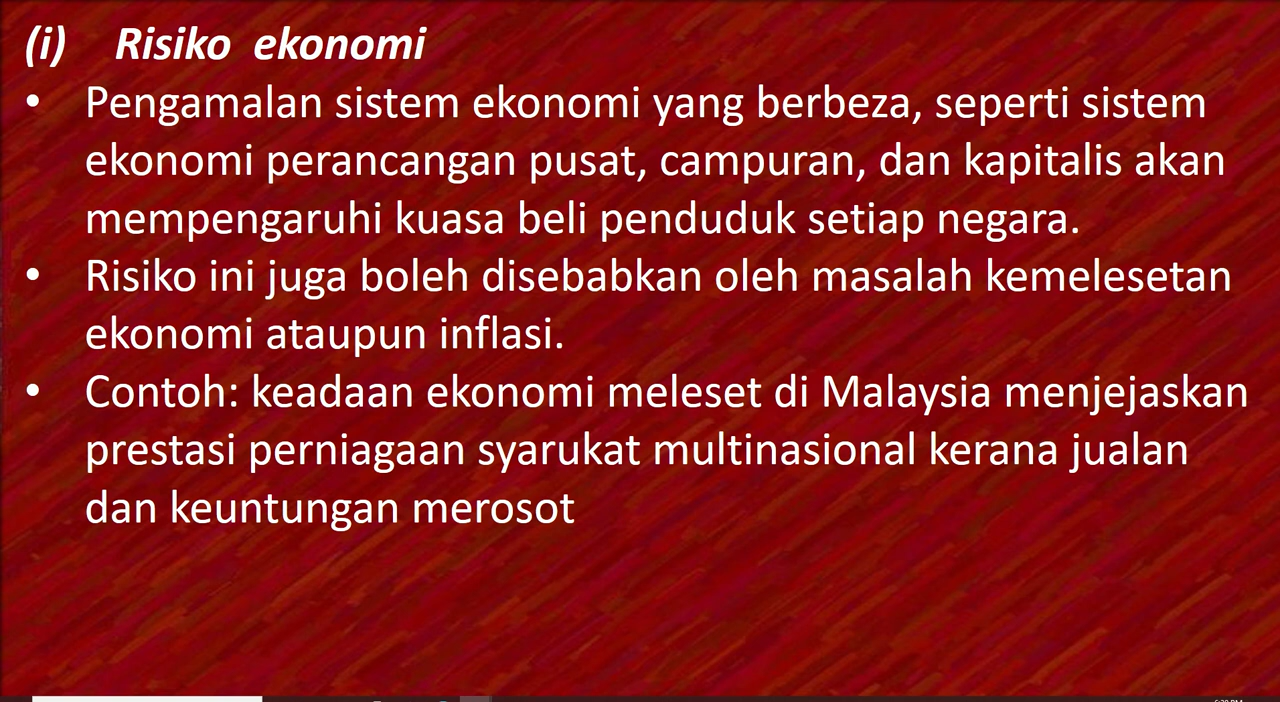 (i) Risiko ekonomi
• Pengamalan sistem ekonomi yang berbeza, seperti sistem
ekonomi perancangan pusat, campuran, dan kapitalis akan
mempengaruhi kuasa beli penduduk setiap negara.
• Risiko ini juga boleh disebabkan oleh masalah kemelesetan
ekonomi ataupun inflasi.
• Contoh: keadaan ekonomi meleset di Malaysia menjejaskan
prestasi perniagaan syarukat multinasional kerana jualan
dan keuntungan merosot